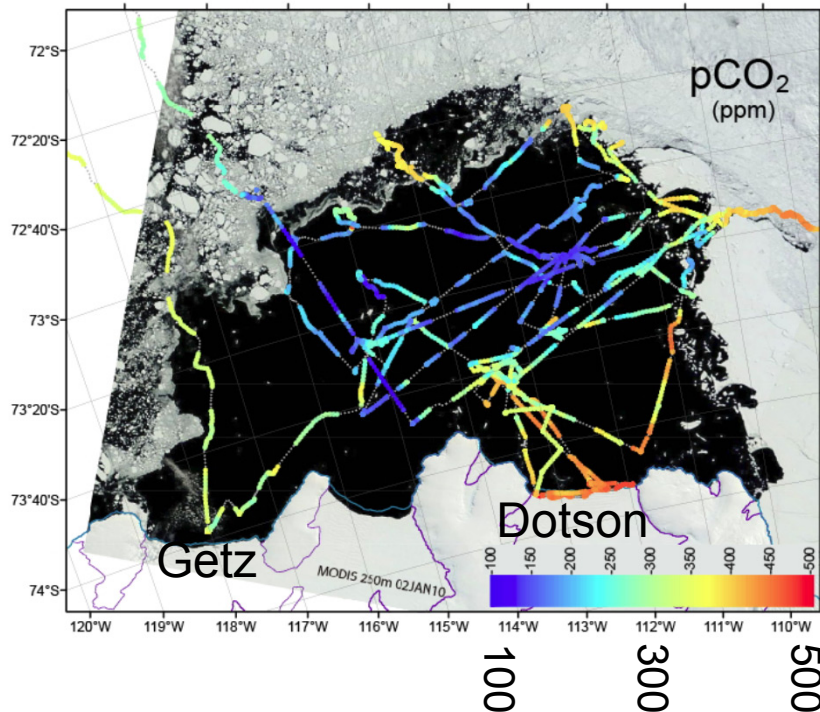 72°S
72°20'S
72°40'S
73°S
73°20'S
73°40'S
74°S
pCO₂
(ppm)
Getz
Dotson
MODIS 250m 02JAN10
100
-150
-200
-250
-300
-350
-400
-450
-500
120°W
119°W
118°W
117°W
116°W
115°W
114°W
113°W
112°W
111°W
110°W
100
300
500